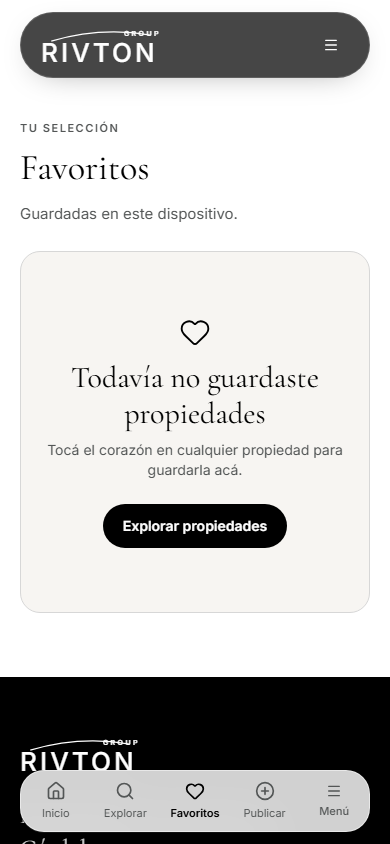 GROUP
RIVTON
TU SELECCIÓN
Favoritos
Guardadas en este dispositivo.
Todavía no guardaste
propiedades
Tocá el corazón en cualquier propiedad para
guardarla acá.
Explorar propiedades
GROUP
RIVTON
Inicio
Explorar
Favoritos
Publicar
Menú